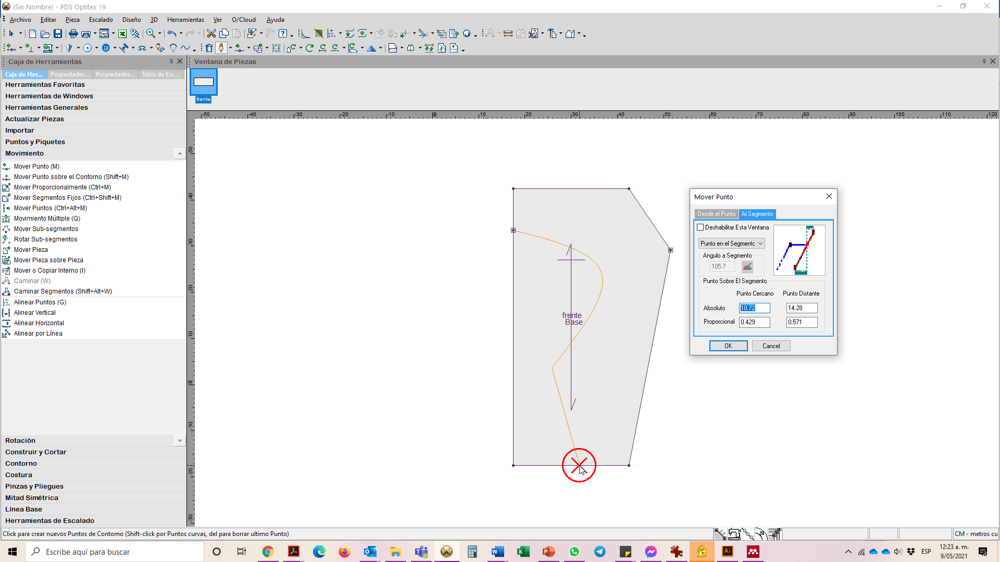 (Sin Nombre) - PDS Optitex 19
Archivo Editar Pieza Escalado Diseño 3D Herramientas Ver O/Cloud Ayuda
Caja de Herramientas
Caja de Her... Propiedades... Propiedades... Tabla de Esc...
Herramientas Favoritas
Herramientas de Windows
Herramientas Generales
Actualizar Piezas
Importar
Puntos y Piquetes
Movimiento
Mover Punto (M)
Mover Punto sobre el Contorno (Shift+M)
Mover Proporcionalmente (Ctrl+M)
Mover Segmentos Fijos (Ctrl+Shift+M)
Mover Puntos (Ctrl+Alt+M)
Movimiento Múltiple (Q)
Mover Sub-segmentos
Rotar Sub-segmentos
Mover Pieza
Mover Pieza sobre Pieza
Mover o Copiar Interno (I)
Caminar (W)
Caminar Segmentos (Shift+Alt+W)
Alinear Puntos (G)
Alinear Vertical
Alinear Horizontal
Alinear por Línea
Rotación
Construir y Cortar
Contorno
Costura
Pinzas y Pliegues
Mitad Simétrica
Línea Base
Herramientas de Escalado
Ventana de Piezas
frente
-50 -40 -30 -20 -10 0 10 20 30 40 50 60 70 80 90 100 110 120
50
40
30
20
10
0
-10
-20
-30
frente
Base
Mover Punto
Desde el Punto Al Segmento
Deshabilitar Esta Ventana
Punto en el Segmento
Angulo a Segmento
105.7
Punto Sobre El Segmento
Punto Cercano Punto Distante
Absoluto 10.72 14.28
Proporcional 0.429 0.571
OK Cancel
Click para crear nuevos Puntos de Contorno (Shift-click por Puntos curvas, del para borrar ultimo Punto)
CM - metros cu
Escribe aquí para buscar
ESP
12:23 a. m.
9/05/2021